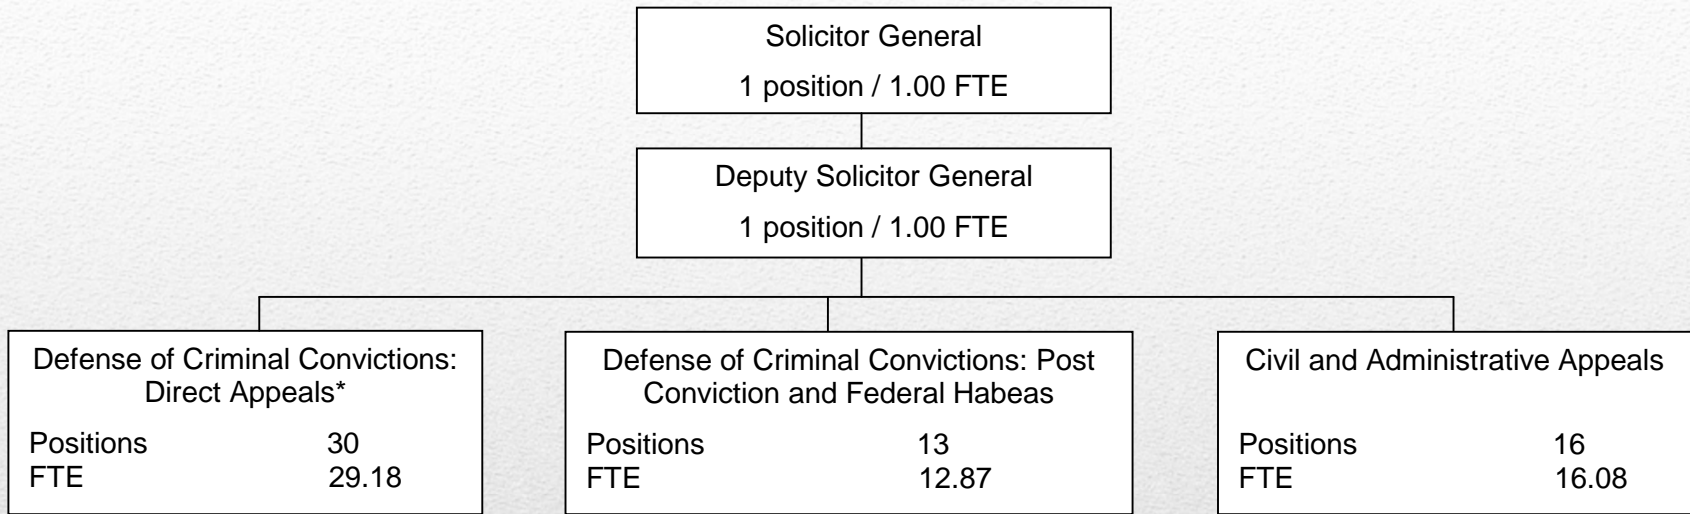 Solicitor General
1 position / 1.00 FTE
Deputy Solicitor General
1 position / 1.00 FTE
Defense of Criminal Convictions:
Direct Appeals*
Positions 30
FTE 29.18
Defense of Criminal Convictions: Post
Conviction and Federal Habeas
Positions 13
FTE 12.87
Civil and Administrative Appeals
Positions 16
FTE 16.08